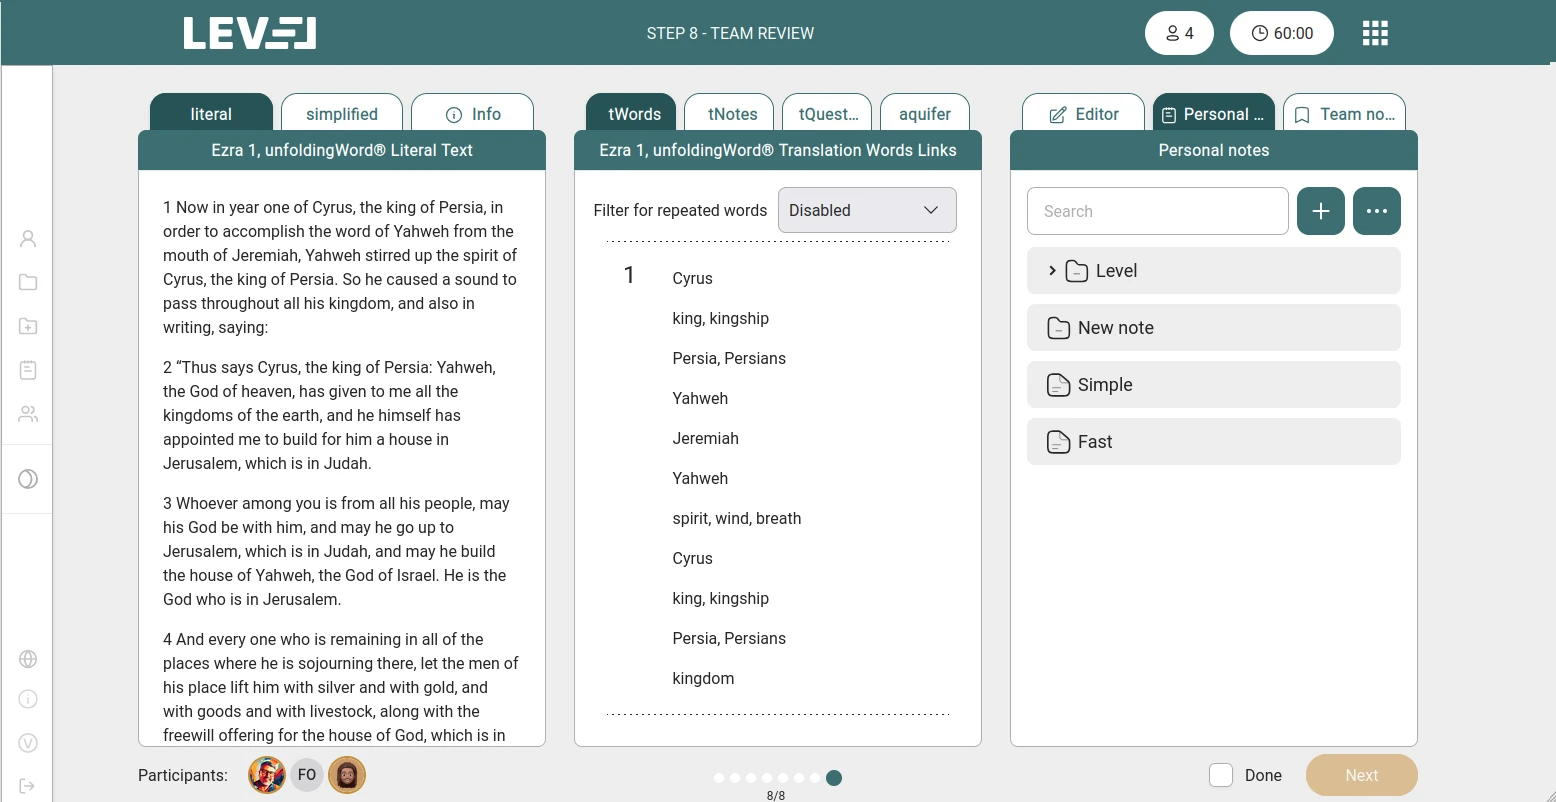 LEVEL
STEP 8 - TEAM REVIEW
4
60:00
literal
simplified
Info
Ezra 1, unfoldingWord® Literal Text
1 Now in year one of Cyrus, the king of Persia, in
order to accomplish the word of Yahweh from the
mouth of Jeremiah, Yahweh stirred up the spirit of
Cyrus, the king of Persia. So he caused a sound to
pass throughout all his kingdom, and also in
writing, saying:
2 “Thus says Cyrus, the king of Persia: Yahweh,
the God of heaven, has given to me all the
kingdoms of the earth, and he himself has
appointed me to build for him a house in
Jerusalem, which is in Judah.
3 Whoever among you is from all his people, may
his God be with him, and may he go up to
Jerusalem, which is in Judah, and may he build
the house of Yahweh, the God of Israel. He is the
God who is in Jerusalem.
4 And every one who is remaining in all of the
places where he is sojourning there, let the men of
his place lift him with silver and with gold, and
with goods and with livestock, along with the
freewill offering for the house of God, which is in
tWords
tNotes
tQuest...
aquifer
Ezra 1, unfoldingWord® Translation Words Links
Filter for repeated words
Disabled
1
Cyrus
king, kingship
Persia, Persians
Yahweh
Jeremiah
Yahweh
spirit, wind, breath
Cyrus
king, kingship
Persia, Persians
kingdom
Editor
Personal ...
Team no...
Personal notes
Search
Level
New note
Simple
Fast
V
Participants:
FO
8/8
Done
Next